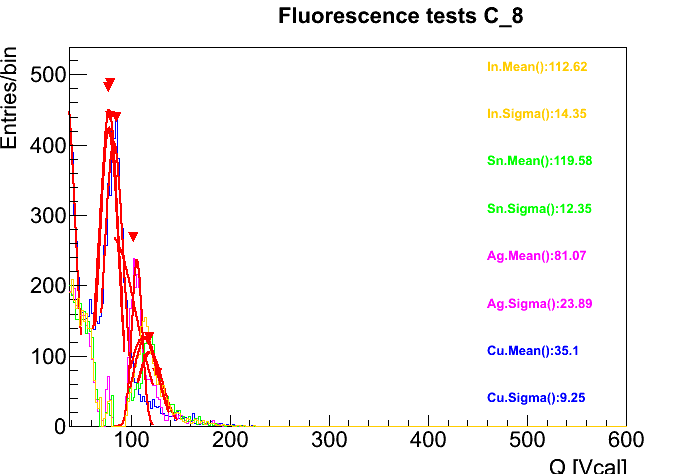 Fluorescence tests C_8
Entries/bin
500
400
300
200
100
0
In.Mean():112.62
In.Sigma():14.35
Sn.Mean():119.58
Sn.Sigma():12.35
Ag.Mean():81.07
Ag.Sigma():23.89
Cu.Mean():35.1
Cu.Sigma():9.25
100 200 300 400 500 600
Q [Vcal]